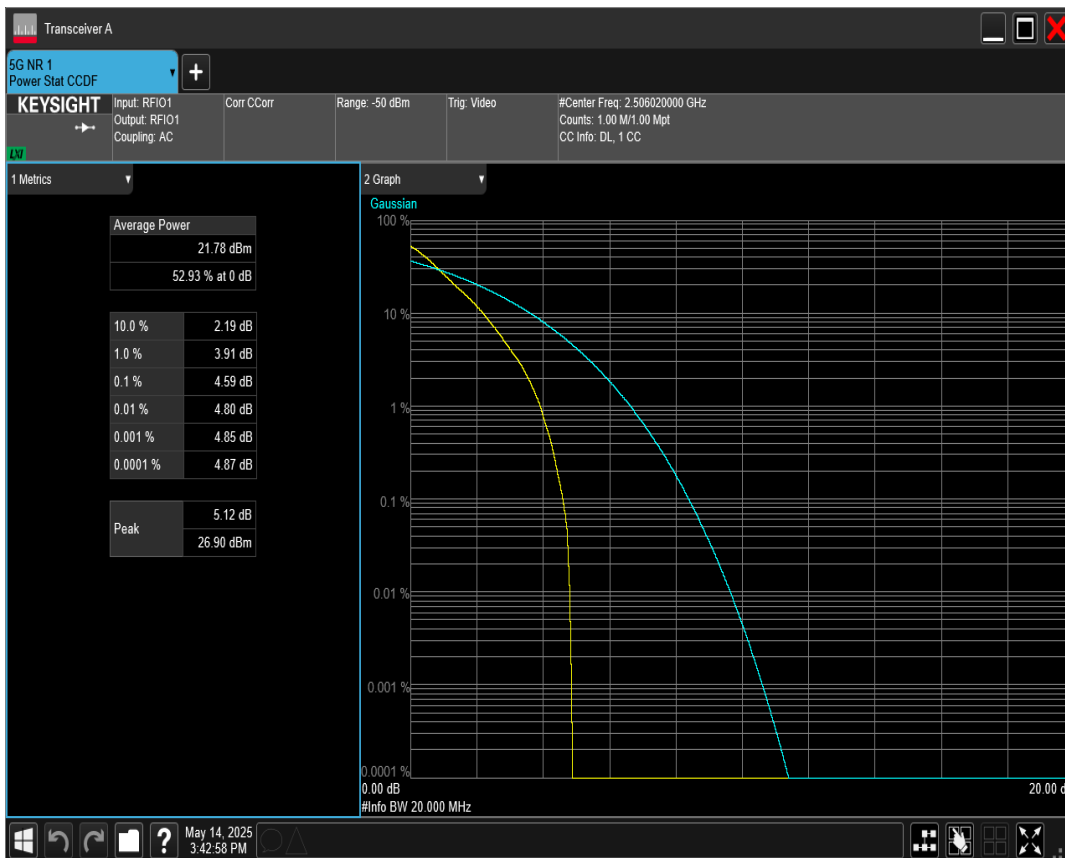 Transceiver A
5G NR 1
Power Stat CCDF
+
KEYSIGHT
LXI
Input: RFIO1
Output: RFIO1
Coupling: AC
Corr CCorr
Range: -50 dBm
Trig: Video
#Center Freq: 2.506020000 GHz
Counts: 1.00 M/1.00 Mpt
CC Info: DL, 1 CC
1 Metrics
Average Power
21.78 dBm
52.93 % at 0 dB
10.0 % 2.19 dB
1.0 % 3.91 dB
0.1 % 4.59 dB
0.01 % 4.80 dB
0.001 % 4.85 dB
0.0001 % 4.87 dB
Peak 5.12 dB
26.90 dBm
2 Graph
Gaussian
100 %
10 %
1 %
0.1 %
0.01 %
0.001 %
0.0001 %
0.00 dB 20.00 d
#Info BW 20.000 MHz
?
May 14, 2025
3:42:58 PM